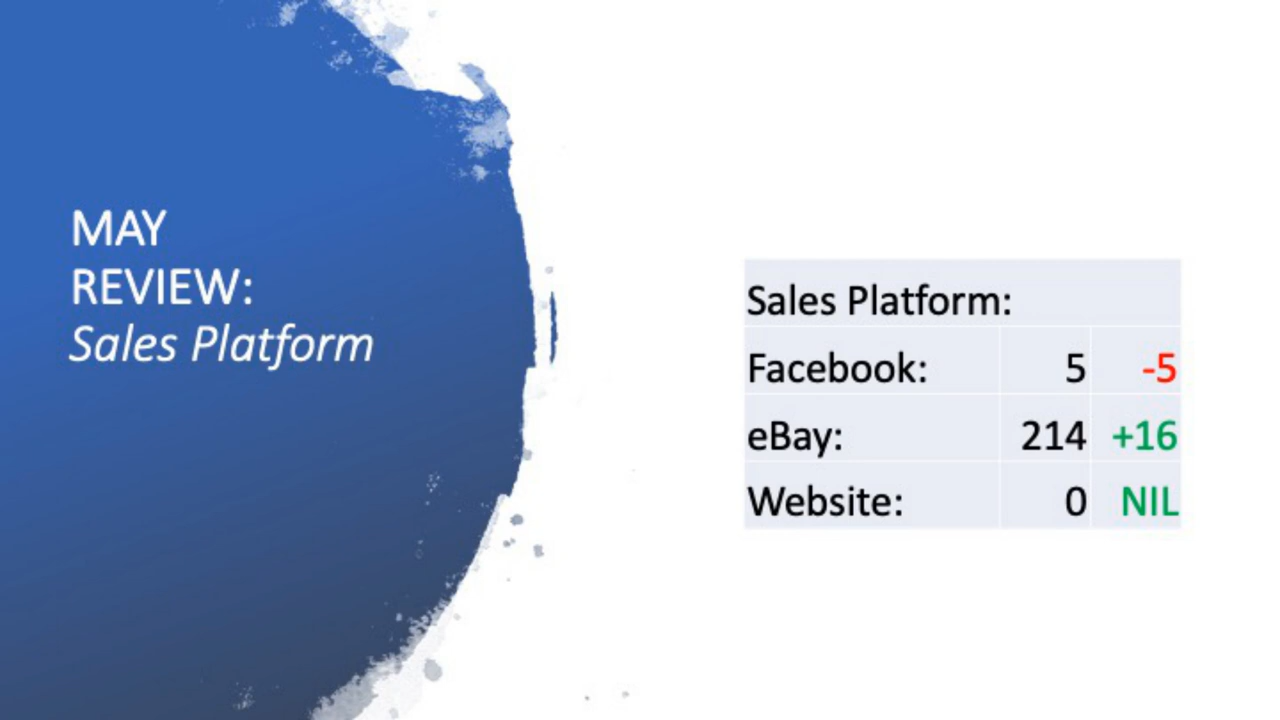 MAY
REVIEW:
Sales Platform
Sales Platform:
Facebook: 5 -5
eBay: 214 +16
Website: 0 NIL